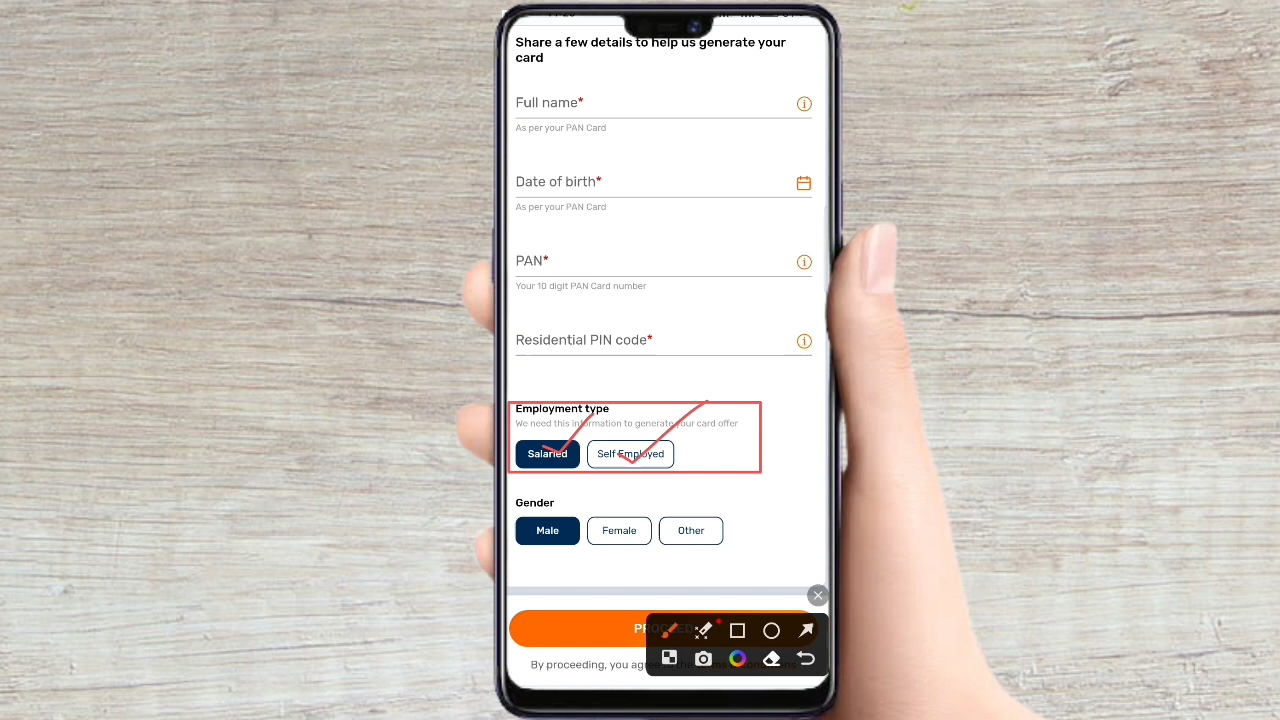 Share a few details to help us generate your
card
Full name*
As per your PAN Card
Date of birth*
As per your PAN Card
PAN*
Your 10 digit PAN Card number
Residential PIN code*
Employment type
We need this information to generate your card offer
Salaried
Self Employed
Gender
Male
Female
Other
PROCEED
By proceeding, you agree